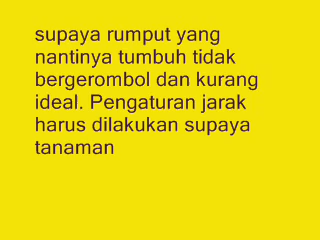 supaya rumput yang
nantinya tumbuh tidak
bergerombol dan kurang
ideal. Pengaturan jarak
harus dilakukan supaya
tanaman